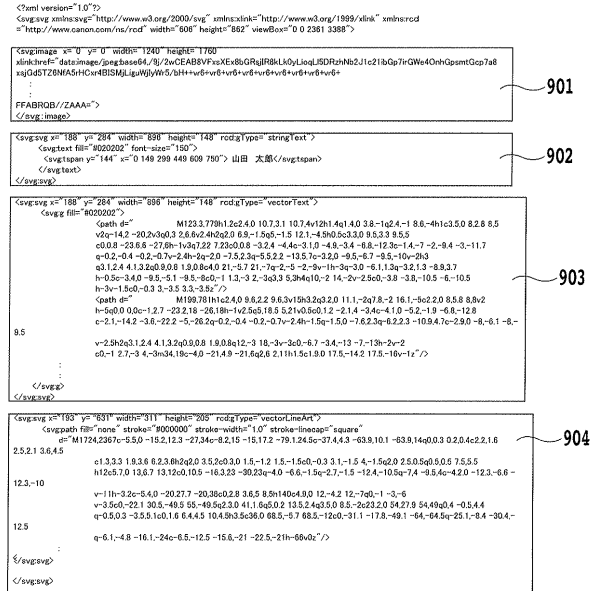 <?xml version="1.0"?>
<svg:svg xmlns:svg="http://www.w3.org/2000/svg" xmlns:xlink="http://www.w3.org/1999/xlink" xmlns:rcd
="http://www.canon.com/ns/rcd" width="606" height="862" viewBox="0 0 2361 3388">
<svg:image x="0" y="0" width="1240" height="1760
xlink:href="data:image/jpeg;base64,/9j/2wCEAB8VFxsXEx8bGRsjIR8kLk0yLioqLl5DRzhNb2J1c21ibGp7irGWe4OnhGpsmtGcp7a8
xsjGd5TZ6NfA5rHCxr4BISMjLiguWjIyWr5/bH++vr6+vr6+vr6+vr6+vr6+vr6+vr6+vr6+
:
:
FFABRQB//ZAAA=">
</svg:image>
901
<svg:svg x="188" y="284" width="896" height="148" rcd:gType="stringText">
<svg:text fill="#020202" font-size="150">
<svg:tspan y="144" x="0 149 299 449 609 750"> 山田 太郎</svg:tspan>
</svg:text>
</svg:svg>
902
<svg:svg x="188" y="284" width="896" height="148" rcd:gType="vectorText">
<svg:g fill="#020202">
<path d=" M123.3,779h1.2c2.4,0 10.7,3.1 10.7,4v12h1.4q1.4,0 3.8,-1q2.4,-1 8.6,-4h1c3.5,0 8.2,8 8,5
v2q-14,2 -20,2v3q0,3 2,6.6v2.4h2q2,0 6.9,-1.5q5,-1.5 12.1,-4.5h0.5c3.3,0 9.5,3.3 9.5,5
c0,0.8 -23.6,6 -27,6h-1v3q7,22 7.23c0,0.8 -3,2.4 -4.4c-3.1,0 -4.9,-3.4 -6.8,-12.3c-1.4,-7 -2,-9.4 -3,-11.7
q-0.2,-0.4 -0.2,-0.7v-2.4h-2q-2,0 -7.5,2.3q-5.5,2.2 -13.5,7c-3.2,0 -9.5,-6.7 -9.5,-10v-2h3
q3.1,2.4 4.1,3.2q0.9,0.8 1.9,0.8c4,0 21,-5.7 21,-7q-2,-5 -2,-9v-1h-3q-3,0 -6.1,1.3q-3.2,1.3 -8.9,3.7
h-0.5c-3.4,0 -9.5,-5.1 -9.5,-8c0,-1 1.3,-3 2,-3q3,3 5,3h4q10,-2 14,-2v-2.5c0,-3.8 -3.8,-10.5 -6,-10.5
h-3v-1.5c0,-0.3 3,-3.5 3.3,-3.5z"/>
<path d=" M199.781h1c2.4,0 9.6,2.2 9.6,3v15h3.2q3.2,0 11.1,-2q7.8,-2 16.1,-5c2.2,0 8.5,8 8,8v2
h-5q0,0 0,0c-1,2.7 -23.2,18 -26,18h-1v2.5q5,18.5 5,21v0.5c0,1.2 -2.1,4 -3.4c-4.1,0 -5.2,-1.9 -6.8,-12.8
c-2.1,-14.2 -3.6,-22.2 -5,-26.2q-0.2,-0.4 -0.2,-0.7v-2.4h-1.5q-1.5,0 -7.6,2.3q-6.2,2.3 -10.9,4.7c-2.9,0 -8,-6.1 -8,-
9.5
v-2.5h2q3.1,2.4 4.1,3.2q0.9,0.8 1.9,0.8q12,-3 18,-3v-3c0,-6.7 -3.4,-13 -7,-13h-2v-2
c0,-1 2.7,-3 4,-3m34,19c-4,0 -21,4.9 -21,6q2,6 2,11h1.5c1.9,0 17.5,-14.2 17.5,-16v-1z"/>
:
:
</svg:g>
</svg:svg>
903
<svg:svg x="193" y="631" width="311" height="205" rcd:gType="vectorLineArt">
<svg:path fill="none" stroke="#000000" stroke-width="1.0" stroke-linecap="square"
d="M1724,2367c-5.5,0 -15.2,12.3 -27,34c-8.2,15 -15,17.2 -79.1,24.5c-37.4,4.3 -63.9,10.1 -63.9,14q0,0.3 0.2,0.4c2.2,1.6
2.5,2.1 3.6,4.5
c1.3,3.3 1.9,3.6 6.2,3.6h2q2,0 3.5,2c0.3,0 1.5,-1.2 1.5,-1.5c0,-0.3 3.1,-1.5 4,-1.5q2,0 2.5,0.5q0.5,0.5 7.5,5.5
h12c5.7,0 13,6.7 13,12c0,10.5 -16.3,23 -30,23q-4,0 -6.6,-1.5q-2.7,-1.5 -12.4,-10.5q-7,4 -9.5,4c-4.2,0 -12.3,-6.6 -
12.3,-10
v-11h-3.2c-5.4,0 -20,27.7 -20,38c0,2.8 3.6,5 8,5h140c4.9,0 12,-4.2 12,-7q0,-1 -3,-6
v-3.5c0,-22.1 30.5,-49.5 55,-49.5q2.3,0 41,1.6q5,0.2 13.5,2.4q3.5,0 8.5,-2c23.2,0 54,27.9 54,49q0,4 -0.5,4.4
q-0.5,0.3 -3.5,5.1c0,1.6 6.4,4.5 10,4.5h3.5c36,0 68.5,-5.7 68.5,-12c0,-31.1 -17.8,-49.1 -64,-64.5q-25.1,-8.4 -30.4,-
12.5
q-6.1,-4.8 -16.1,-24c-6.5,-12.5 -15.6,-21 -22.5,-21h-66v0z"/>
:
</svg:svg>
</svg:svg>
904